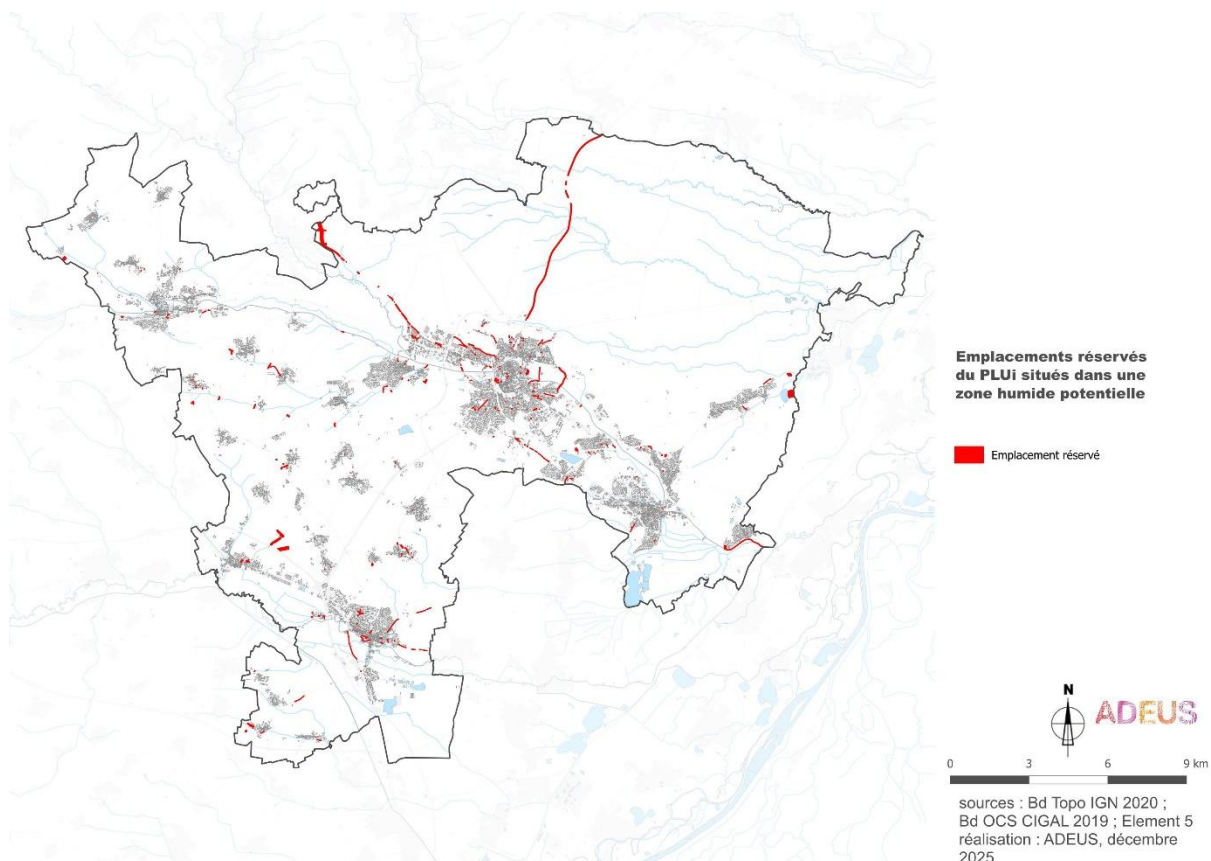 Emplacements réservés
du PLUi situés dans une
zone humide potentielle
Emplacement réservé
N
ADEUS
0 3 6 9 km
sources : Bd Topo IGN 2020 ;
Bd OCS CIGAL 2019 ; Element 5
réalisation : ADEUS, décembre
2025